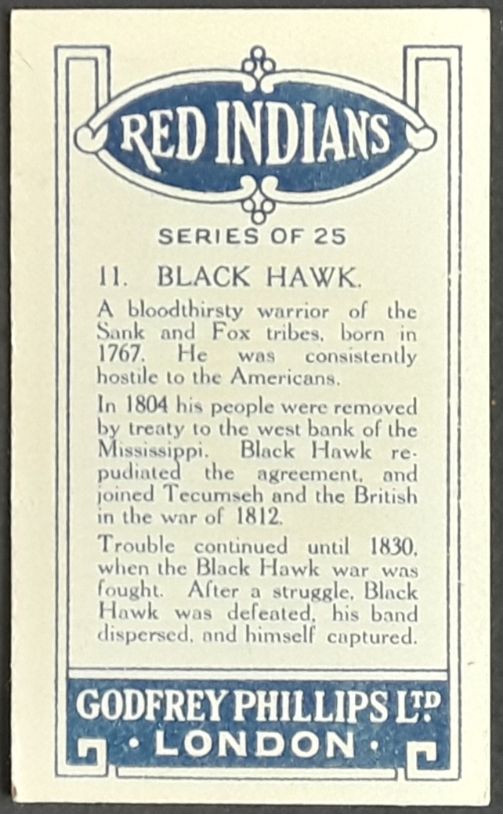 RED INDIANS
SERIES OF 25
11. BLACK HAWK.
A bloodthirsty warrior of the
Sank and Fox tribes, born in
1767. He was consistently
hostile to the Americans.
In 1804 his people were removed
by treaty to the west bank of the
Mississippi. Black Hawk re-
pudiated the agreement, and
joined Tecumseh and the British
in the war of 1812.
Trouble continued until 1830,
when the Black Hawk war was
fought. After a struggle, Black
Hawk was defeated, his band
dispersed, and himself captured.
GODFREY PHILLIPS LTD.
· LONDON ·